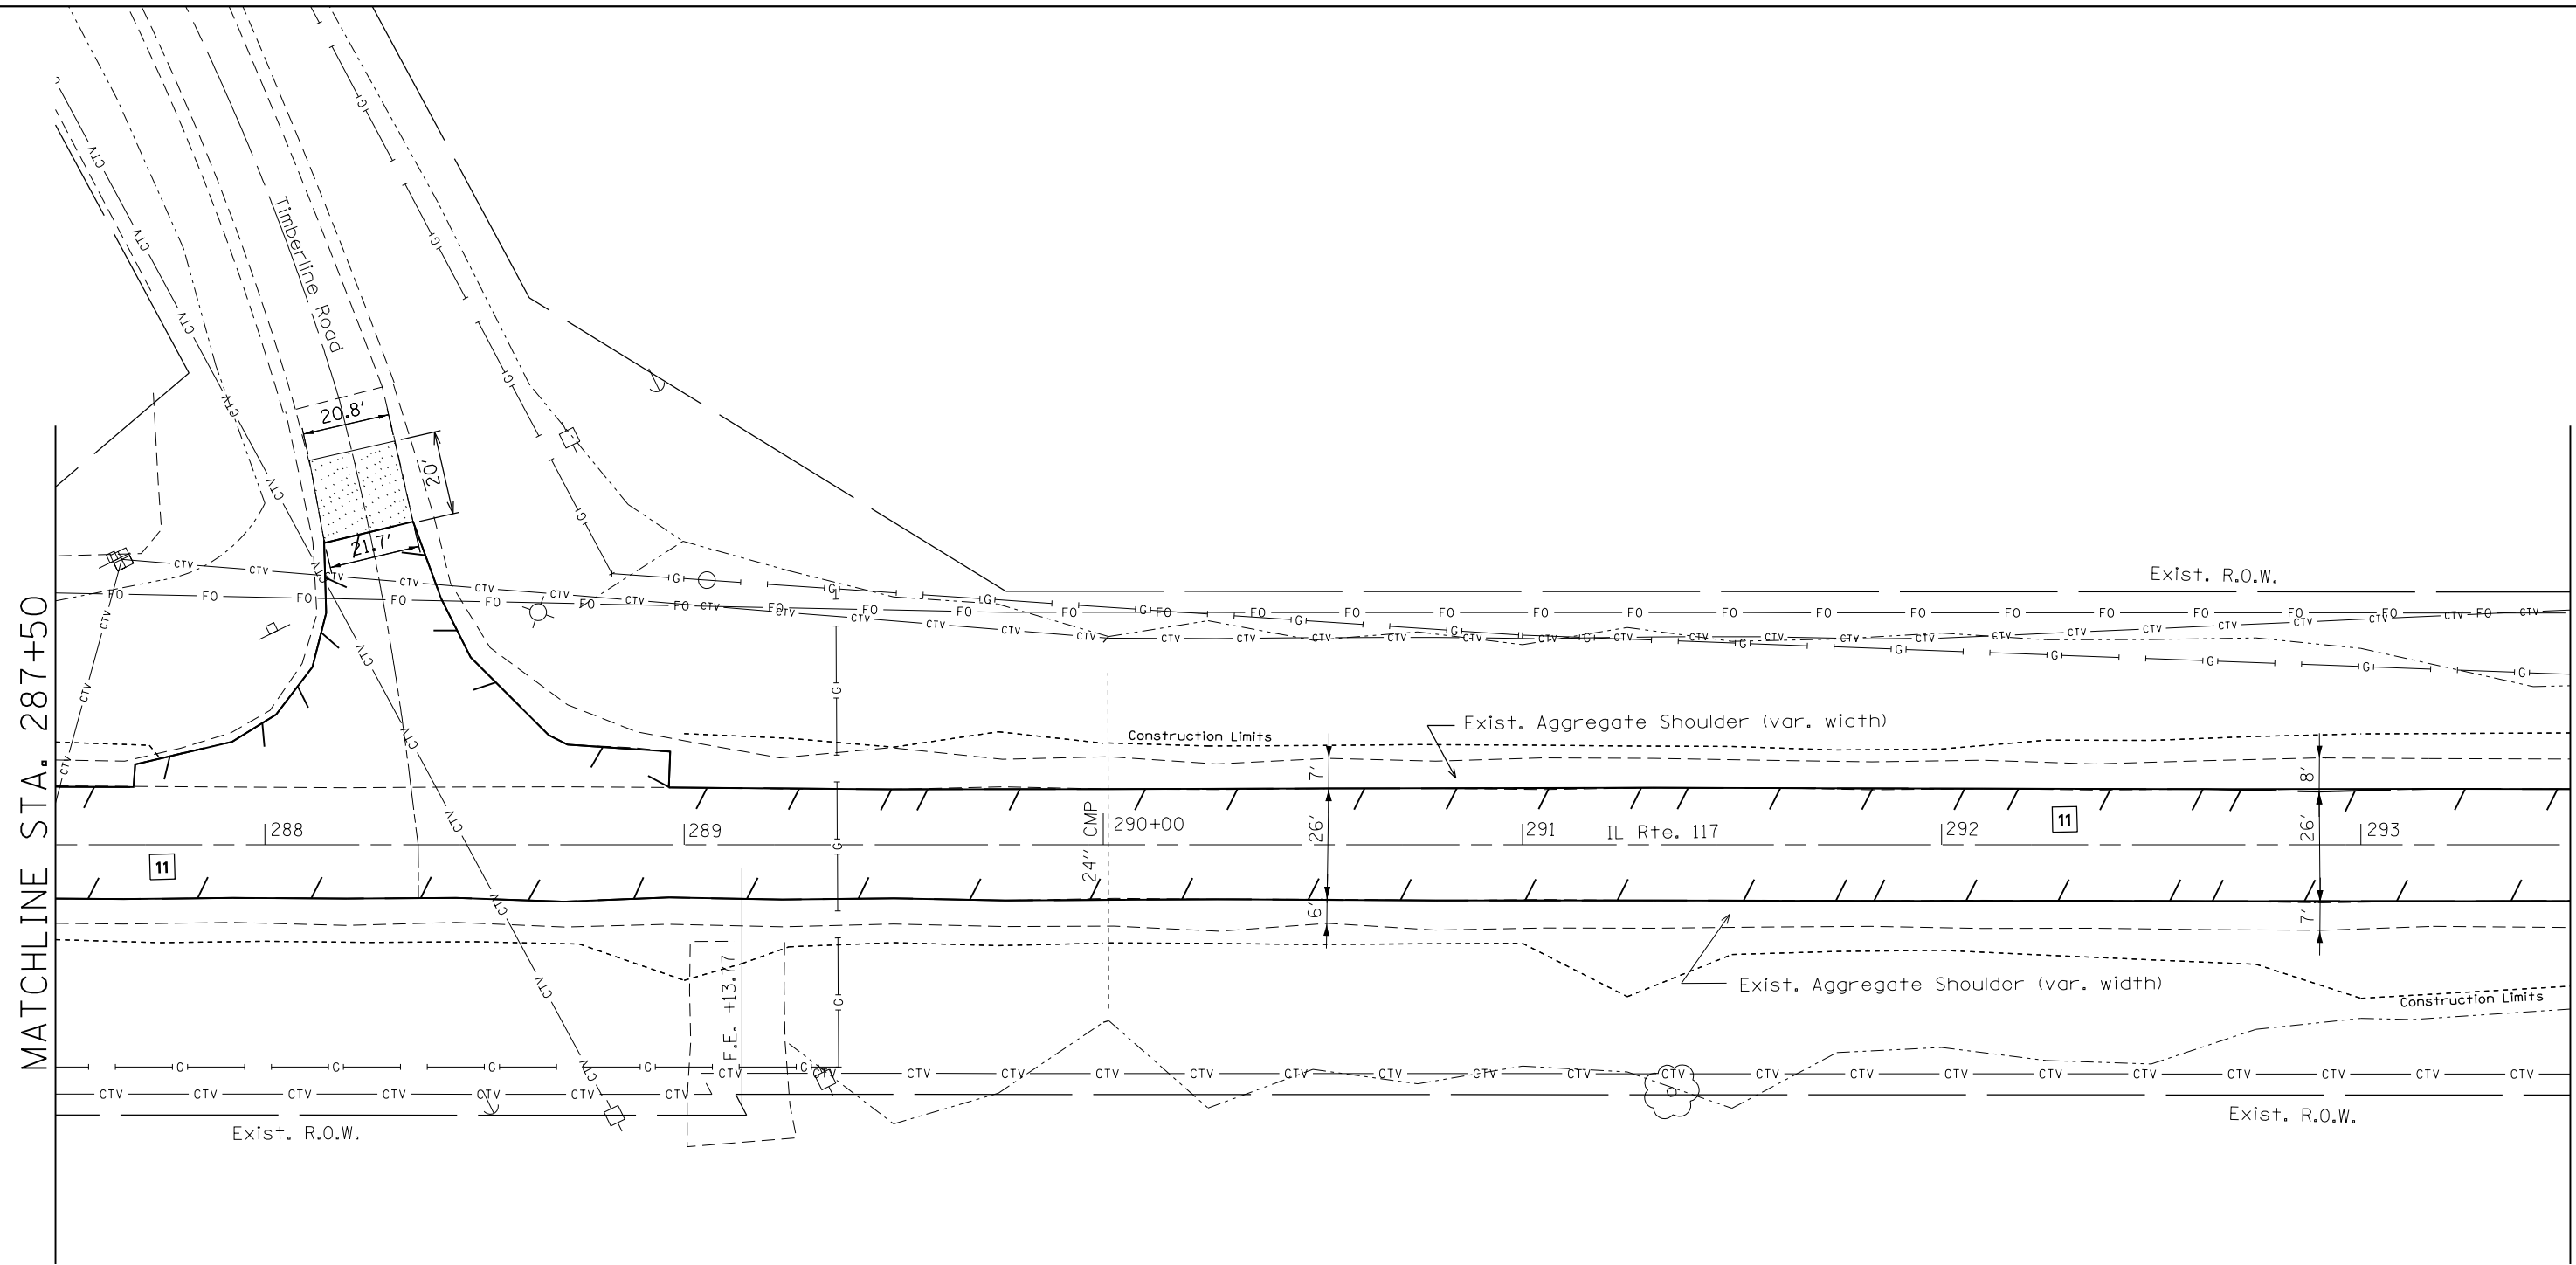 Timberline Road
20.8'
20'
21.7'
Exist. R.O.W.
Exist. Aggregate Shoulder (var. width)
Construction Limits
7'
8'
MATCHLINE STA. 287+50
288
289
24" CMP
290+00
26'
291
IL Rte. 117
292
11
26'
293
11
6'
7'
F.E. +13.77
Exist. Aggregate Shoulder (var. width)
Construction Limits
Exist. R.O.W.
Exist. R.O.W.
CTV
FO
G